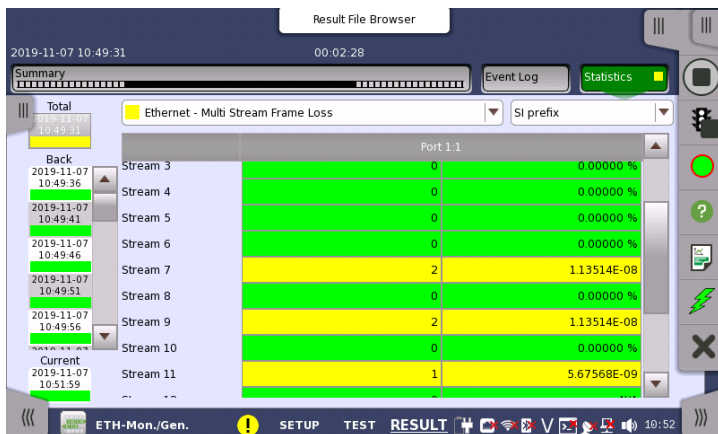 Result File Browser
2019-11-07 10:49:31
00:02:28
Summary
Event Log
Statistics
Total
2019-11-07
10:49:31
Ethernet - Multi Stream Frame Loss
SI prefix
Port 1:1
Back
2019-11-07
10:49:36
2019-11-07
10:49:41
2019-11-07
10:49:46
2019-11-07
10:49:51
2019-11-07
10:49:56
Current
2019-11-07
10:51:59
Stream 3 0 0.00000 %
Stream 4 0 0.00000 %
Stream 5 0 0.00000 %
Stream 6 0 0.00000 %
Stream 7 2 1.13514E-08
Stream 8 0 0.00000 %
Stream 9 2 1.13514E-08
Stream 10 0 0.00000 %
Stream 11 1 5.67568E-09
ETH-Mon./Gen.
SETUP TEST RESULT
10:52